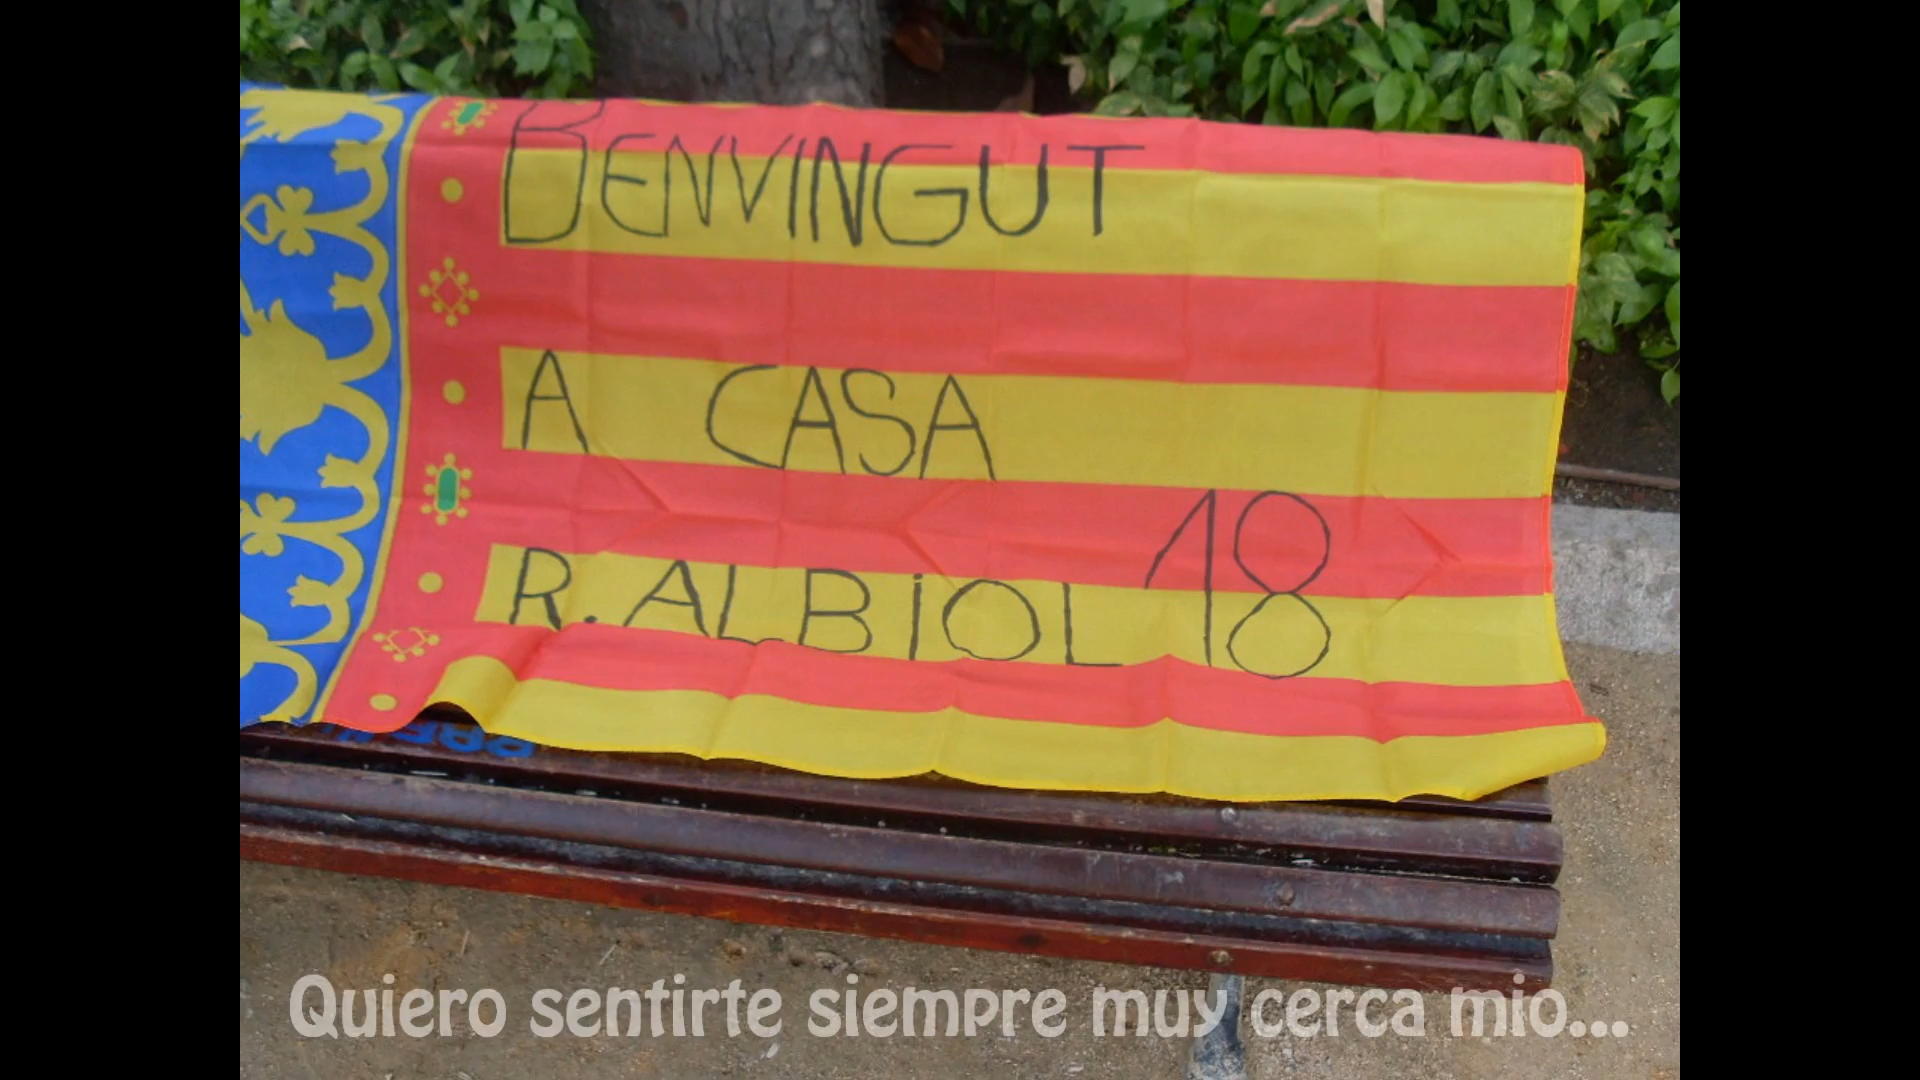 BENVINGUT
A CASA
R. ALBIOL 18
Quiero sentirte siempre muy cerca mio...